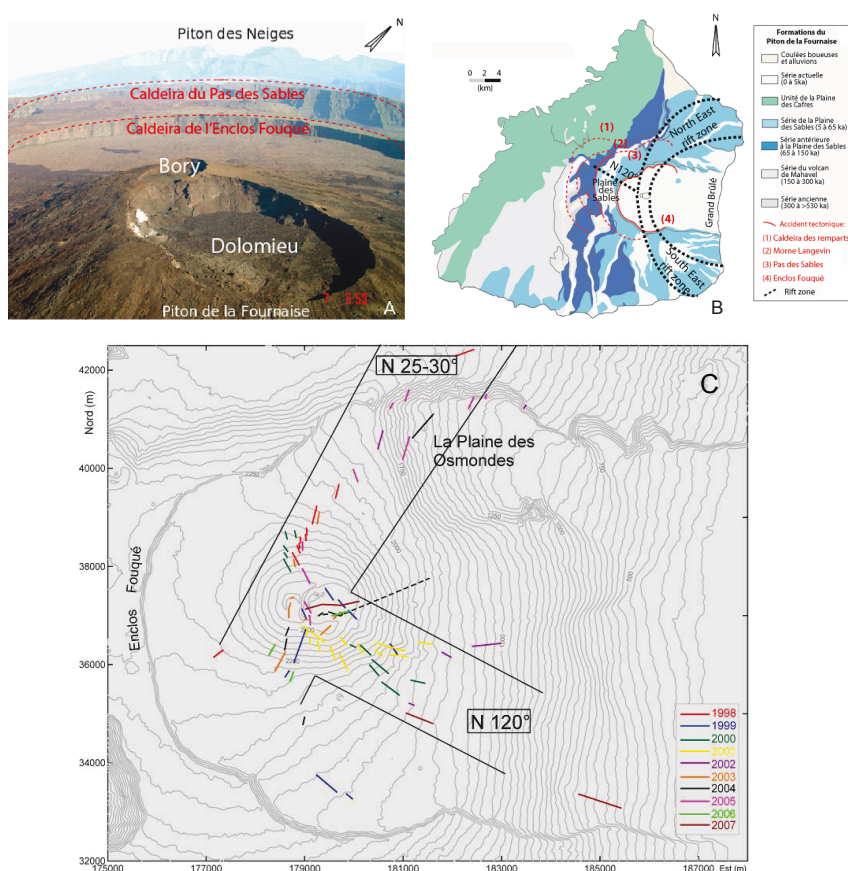 N
Piton des Neiges
Caldeira du Pas des Sables
Caldeira de l'Enclos Fouqué
Bory
Dolomieu
Piton de la Fournaise
A
N
0 2 4
(km)
(1)
(2)
(3)
N120°
North East
rift zone
Plaine
des
Sables
Grand Brûlé
(4)
South East
rift zone
B
Formations du
Piton de la Fournaise
Coulées boueuses
et alluvions
Série actuelle
(0 à 5ka)
Unité de la Plaine
des Cafres
Série de la Plaine
des Sables (5 à 65 ka)
Série antérieure
à la Plaine des Sables
(65 à 150 ka)
Série du volcan
de Mahavel
(150 à 300 ka)
Série ancienne
(300 à >530 ka)
Accident tectonique:
(1) Caldeira des remparts
(2) Morne Langevin
(3) Pas des Sables
(4) Enclos Fouqué
Rift zone
C
N 25-30°
La Plaine des
Osmondes
N 120°
Enclos Fouqué
Nord (m)
42000
40000
38000
36000
34000
32000
175000 177000 179000 181000 183000 185000 187000 Est (m)
2250
1750
1250
2000
1998
1999
2000
2001
2002
2003
2004
2005
2006
2007